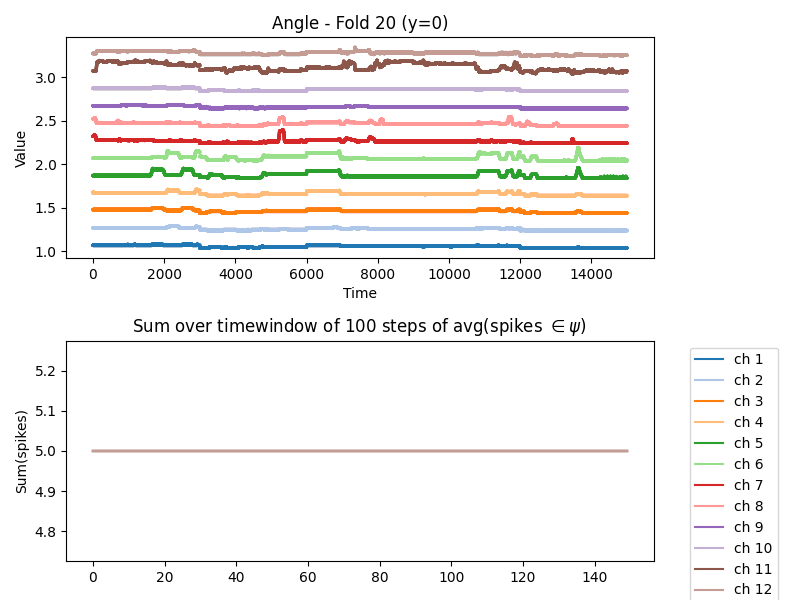 Angle - Fold 20 (y=0)
Value
3.0
2.5
2.0
1.5
1.0
0 2000 4000 6000 8000 10000 12000 14000
Time
Sum over timewindow of 100 steps of avg(spikes ∈ψ)
Sum(spikes)
5.2
5.1
5.0
4.9
4.8
0 20 40 60 80 100 120 140
ch 1
ch 2
ch 3
ch 4
ch 5
ch 6
ch 7
ch 8
ch 9
ch 10
ch 11
ch 12